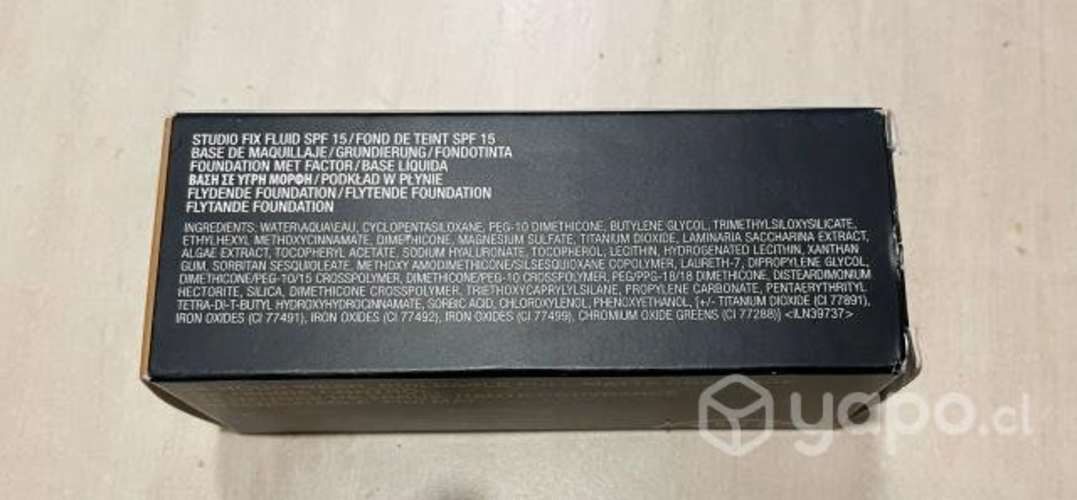 STUDIO FIX FLUID SPF 15/FOND DE TEINT SPF 15
BASE DE MAQUILLAJE/GRUNDIERUNG/FONDOTINTA
FOUNDATION MET FACTOR/BASE LÍQUIDA
ΒΑΣΗ ΣΕ ΥΓΡΗ ΜΟΡΦΗ/PODKŁAD W PŁYNIE
FLYDENDE FOUNDATION/FLYTENDE FOUNDATION
FLYTANDE FOUNDATION
INGREDIENTS: WATER\AQUA\EAU, CYCLOPENTASILOXANE, PEG-10 DIMETHICONE, BUTYLENE GLYCOL, TRIMETHYLSILOXYSILICATE,
ETHYLHEXYL METHOXYCINNAMATE, DIMETHICONE, MAGNESIUM SULFATE, TITANIUM DIOXIDE, LAMINARIA SACCHARINA EXTRACT,
ALGAE EXTRACT, TOCOPHERYL ACETATE, SODIUM HYALURONATE, TOCOPHEROL, LECITHIN, HYDROGENATED LECITHIN, XANTHAN
GUM, SORBITAN SESQUIOLEATE, METHOXY AMODIMETHICONE/SILSESQUIOXANE COPOLYMER, LAURETH-7, DIPROPYLENE GLYCOL,
DIMETHICONE/PEG-10/15 CROSSPOLYMER, DIMETHICONE/PEG-10 CROSSPOLYMER, PEG/PPG-18/18 DIMETHICONE, DISTEARDIMONIUM
HECTORITE, SILICA, DIMETHICONE CROSSPOLYMER, TRIETHOXYCAPRYLYLSILANE, PROPYLENE CARBONATE, PENTAERYTHRITYL
TETRA-DI-T-BUTYL HYDROXYHYDROCINNAMATE, SORBIC ACID, CHLOROXYLENOL, PHENOXYETHANOL, [+/- TITANIUM DIOXIDE (CI 77891),
IRON OXIDES (CI 77491), IRON OXIDES (CI 77492), IRON OXIDES (CI 77499), CHROMIUM OXIDE GREENS (CI 77288)] <ILN39737>
yapo.cl